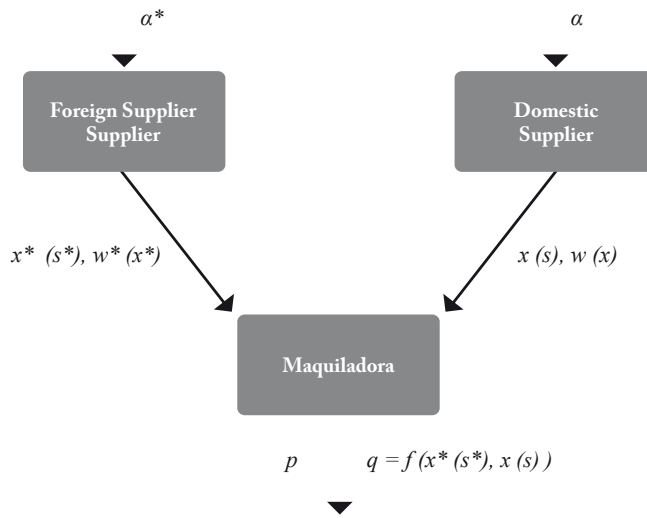 α* α
Foreign Supplier
Supplier
Domestic
Supplier
x* (s*), w* (x*) x (s), w (x)
Maquiladora
p q = f (x* (s*), x (s) )